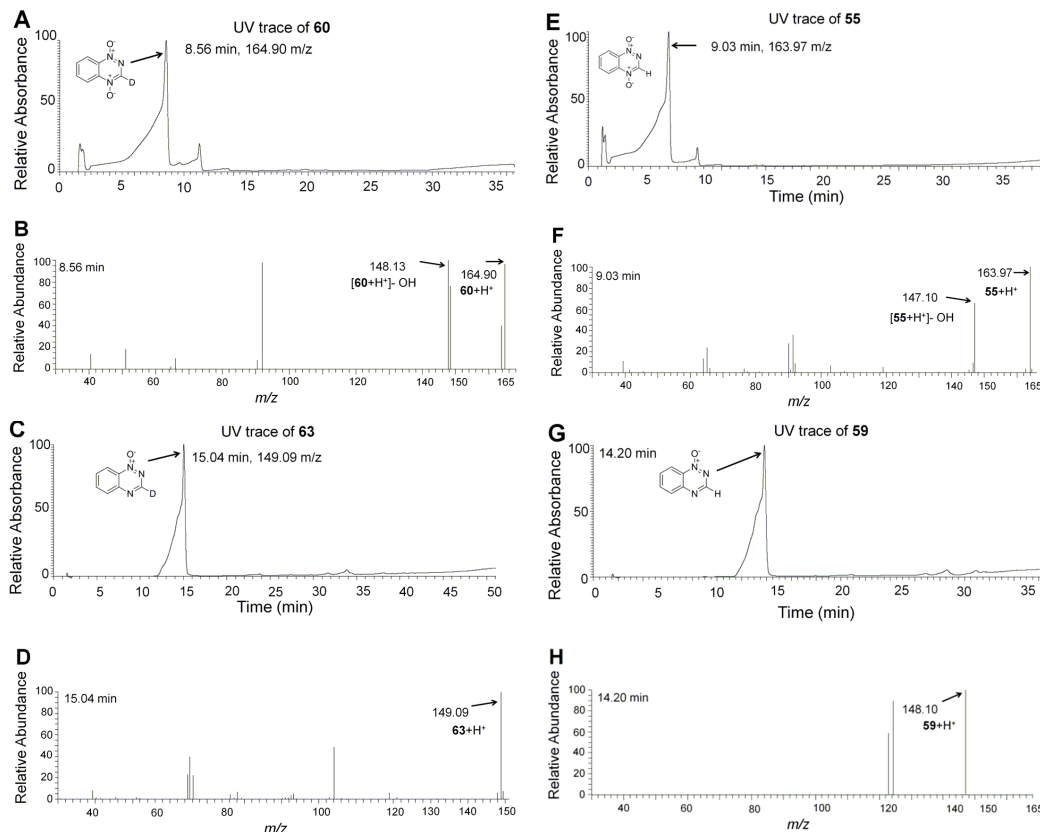 A
UV trace of 60
8.56 min, 164.90 m/z
Relative Absorbance
100
50
0
0 5 10 15 20 25 30 35
O-
N+
N
N+
D
O-
E
UV trace of 55
9.03 min, 163.97 m/z
Relative Absorbance
100
50
0
0 5 10 15 20 25 30 35
Time (min)
O-
N+
N
N+
H
O-
B
8.56 min
148.13
[60+H+]- OH
164.90
60+H+
Relative Abundance
100
80
60
40
20
0
40 60 80 100 120 150 165
m/z
F
9.03 min
147.10
[55+H+]- OH
163.97
55+H+
Relative Abundance
100
80
60
40
20
0
40 60 80 100 120 140 165
m/z
C
UV trace of 63
15.04 min, 149.09 m/z
Relative Absorbance
100
50
0
0 5 10 15 20 25 30 35 40 45 50
Time (min)
O-
N+
N
N
D
G
UV trace of 59
14.20 min
Relative Absorbance
100
50
0
0 5 10 15 20 25 30 35
Time (min)
O-
N+
N
N
H
D
15.04 min
149.09
63+H+
Relative Abundance
100
80
60
40
20
0
40 60 80 100 120 140 150
m/z
H
14.20 min
148.10
59+H+
Relative Abundance
100
80
60
40
20
0
40 60 80 100 120 140 165
m/z